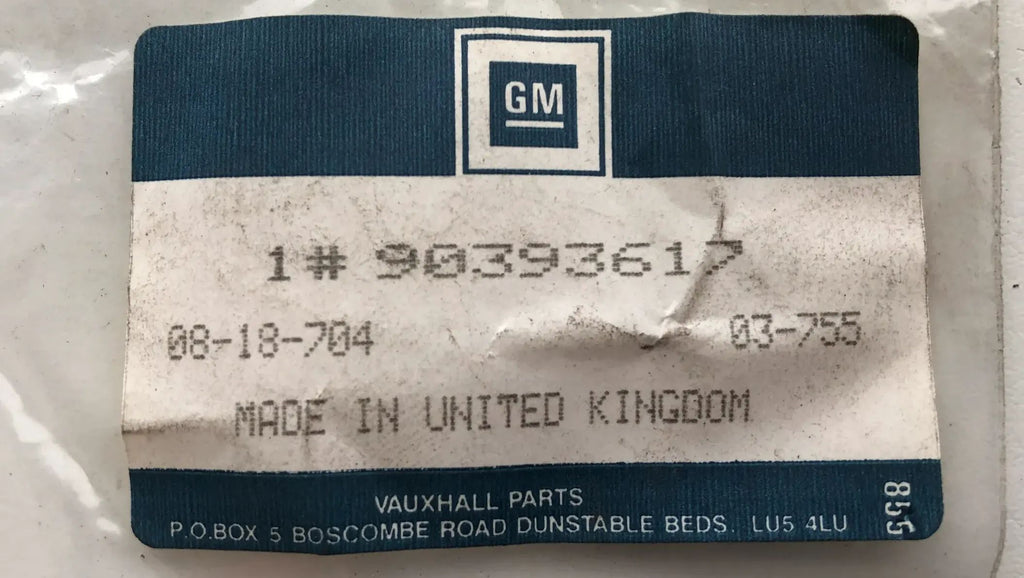 GM
1# 90393617
08-18-704 03-755
MADE IN UNITED KINGDOM
VAUXHALL PARTS
P.O.BOX 5 BOSCOMBE ROAD DUNSTABLE BEDS. LU5 4LU